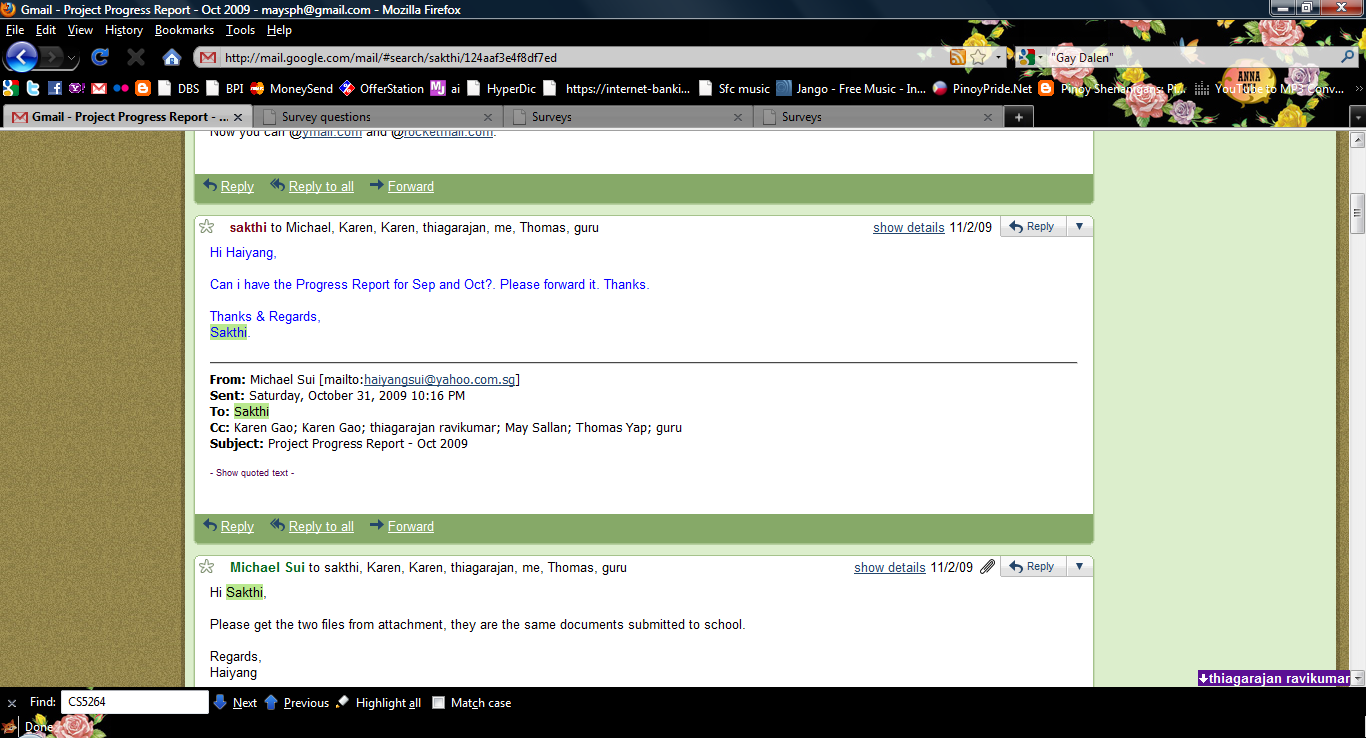 Gmail - Project Progress Report - Oct 2009 - maysph@gmail.com - Mozilla Firefox
File Edit View History Bookmarks Tools Help
http://mail.google.com/mail/#search/sakthi/124aaf3e4f8df7ed "Gay Dalen"
DBS BPI MoneySend OfferStation Mj ai HyperDic https://internet-banki... Sfc music Jango - Free Music - In... PinoyPride.Net Pinoy Shenanigans: Pi... ANNA YouTube to MP3 Conv... »
Gmail - Project Progress Report - ... Survey questions Surveys Surveys
Now you can @ymail.com and @rocketmail.com.
Reply Reply to all Forward
sakthi to Michael, Karen, Karen, thiagarajan, me, Thomas, guru show details 11/2/09 Reply
Hi Haiyang,
Can i have the Progress Report for Sep and Oct?. Please forward it. Thanks.
Thanks & Regards,
Sakthi.
From: Michael Sui [mailto:haiyangsui@yahoo.com.sg]
Sent: Saturday, October 31, 2009 10:16 PM
To: Sakthi
Cc: Karen Gao; Karen Gao; thiagarajan ravikumar; May Sallan; Thomas Yap; guru
Subject: Project Progress Report - Oct 2009
- Show quoted text -
Reply Reply to all Forward
Michael Sui to sakthi, Karen, Karen, thiagarajan, me, Thomas, guru show details 11/2/09 Reply
Hi Sakthi,
Please get the two files from attachment, they are the same documents submitted to school.
Regards,
Haiyang
thiagarajan ravikumar
Find: CS5264 Next Previous Highlight all Match case
Done